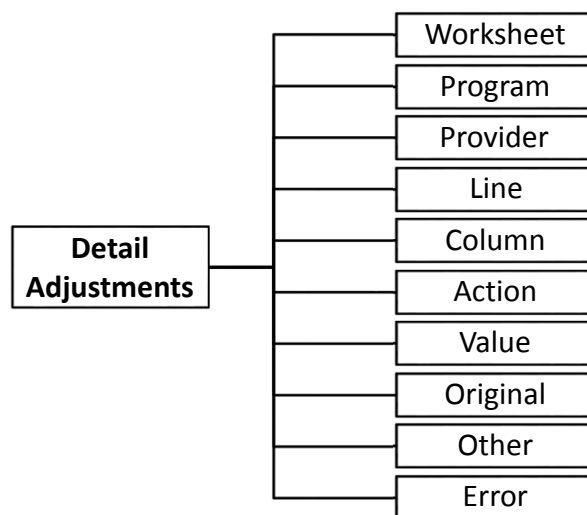 Detail
Adjustments
Worksheet
Program
Provider
Line
Column
Action
Value
Original
Other
Error